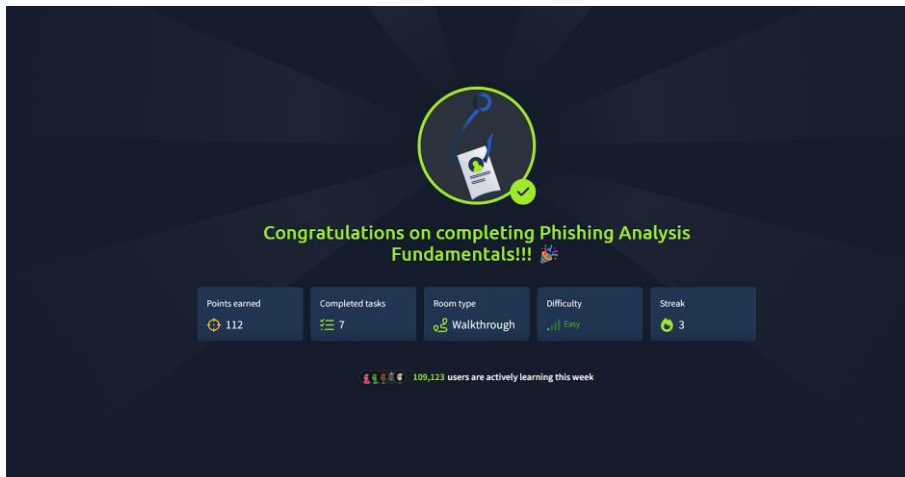 Congratulations on completing Phishing Analysis
Fundamentals!!! 🎉
Points earned
112
Completed tasks
7
Room type
Walkthrough
Difficulty
Easy
Streak
3
109,123 users are actively learning this week